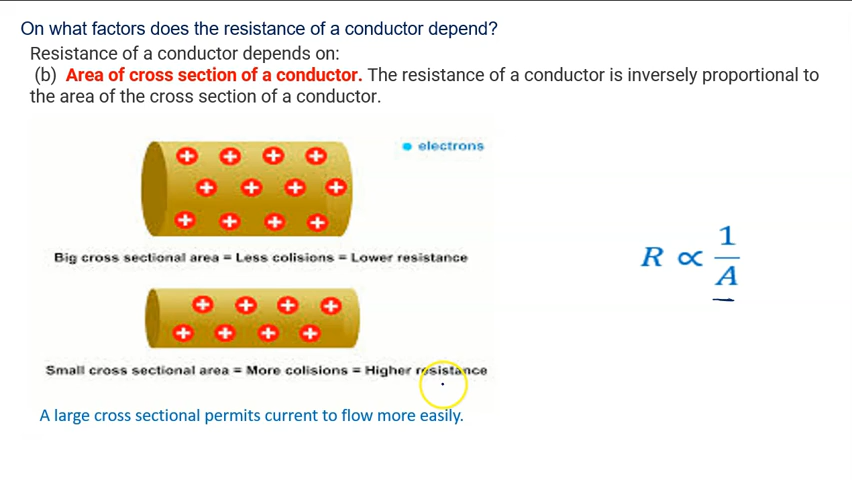 On what factors does the resistance of a conductor depend?
Resistance of a conductor depends on:
(b) Area of cross section of a conductor. The resistance of a conductor is inversely proportional to
the area of the cross section of a conductor.
electrons
Big cross sectional area = Less colisions = Lower resistance
R ∝ 1/A
Small cross sectional area = More colisions = Higher resistance
A large cross sectional permits current to flow more easily.